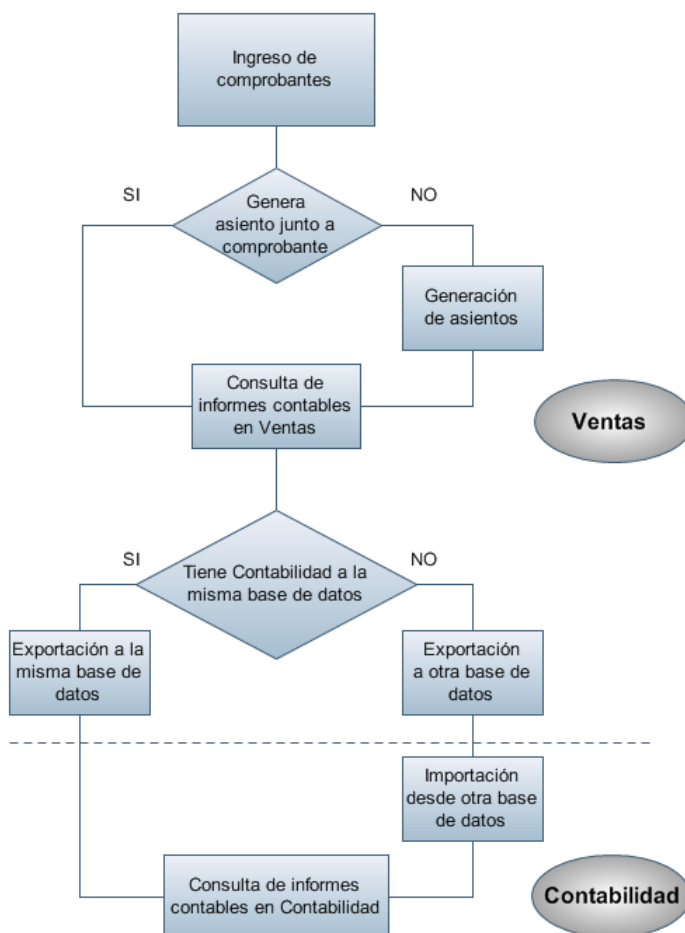 Ingreso de
comprobantes
SI
NO
Genera
asiento junto a
comprobante
Generación
de asientos
Consulta de
informes contables
en Ventas
Ventas
SI
NO
Tiene Contabilidad a la
misma base de datos
Exportación a la
misma base de
datos
Exportación
a otra base de
datos
Importación
desde otra base
de datos
Consulta de informes
contables en Contabilidad
Contabilidad